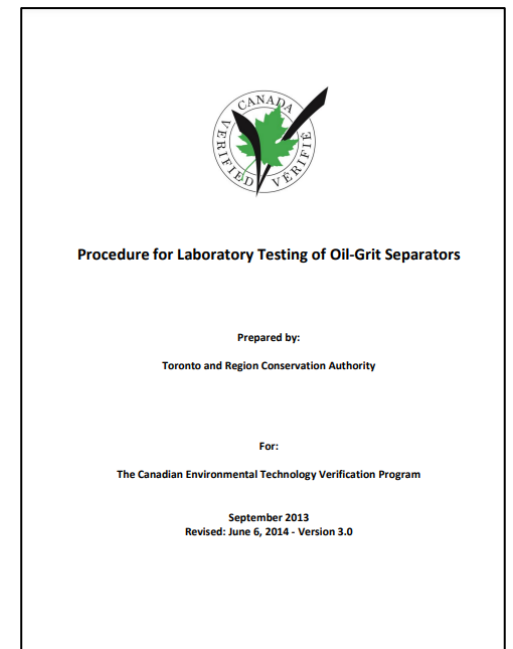 CANADA
VERIFIED
VÉRIFIÉ
Procedure for Laboratory Testing of Oil-Grit Separators
Prepared by:
Toronto and Region Conservation Authority
For:
The Canadian Environmental Technology Verification Program
September 2013
Revised: June 6, 2014 - Version 3.0